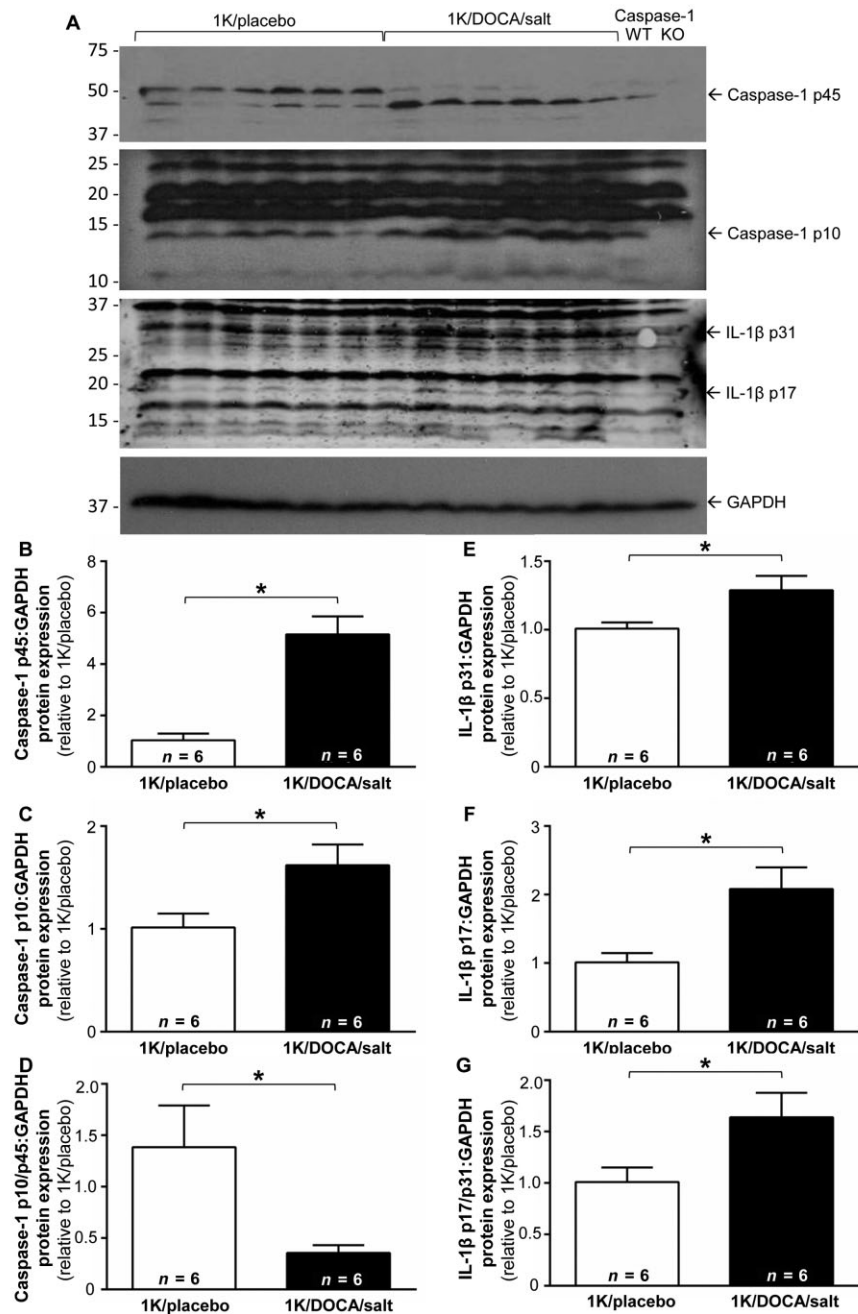 A
1K/placebo
1K/DOCA/salt
Caspase-1
WT KO
75 -
50 -
37 -
← Caspase-1 p45
25 -
20 -
15 -
10 -
← Caspase-1 p10
37 -
25 -
20 -
15 -
← IL-1β p31
← IL-1β p17
37 -
← GAPDH
B
Caspase-1 p45:GAPDH
protein expression
(relative to 1K/placebo)
8
6
4
2
0
*
n = 6
n = 6
1K/placebo
1K/DOCA/salt
C
Caspase-1 p10:GAPDH
protein expression
(relative to 1K/placebo)
2
1
0
*
n = 6
n = 6
1K/placebo
1K/DOCA/salt
D
Caspase-1 p10/p45:GAPDH
protein expression
(relative to 1K/placebo)
2.0
1.5
1.0
0.5
0
*
n = 6
n = 6
1K/placebo
1K/DOCA/salt
E
IL-1β p31:GAPDH
protein expression
(relative to 1K/placebo)
1.5
1.0
0.5
0
*
n = 6
n = 6
1K/placebo
1K/DOCA/salt
F
IL-1β p17:GAPDH
protein expression
(relative to 1K/placebo)
3
2
1
0
*
n = 6
n = 6
1K/placebo
1K/DOCA/salt
G
IL-1β p17/p31:GAPDH
protein expression
(relative to 1K/placebo)
2.0
1.5
1.0
0.5
0
*
n = 6
n = 6
1K/placebo
1K/DOCA/salt